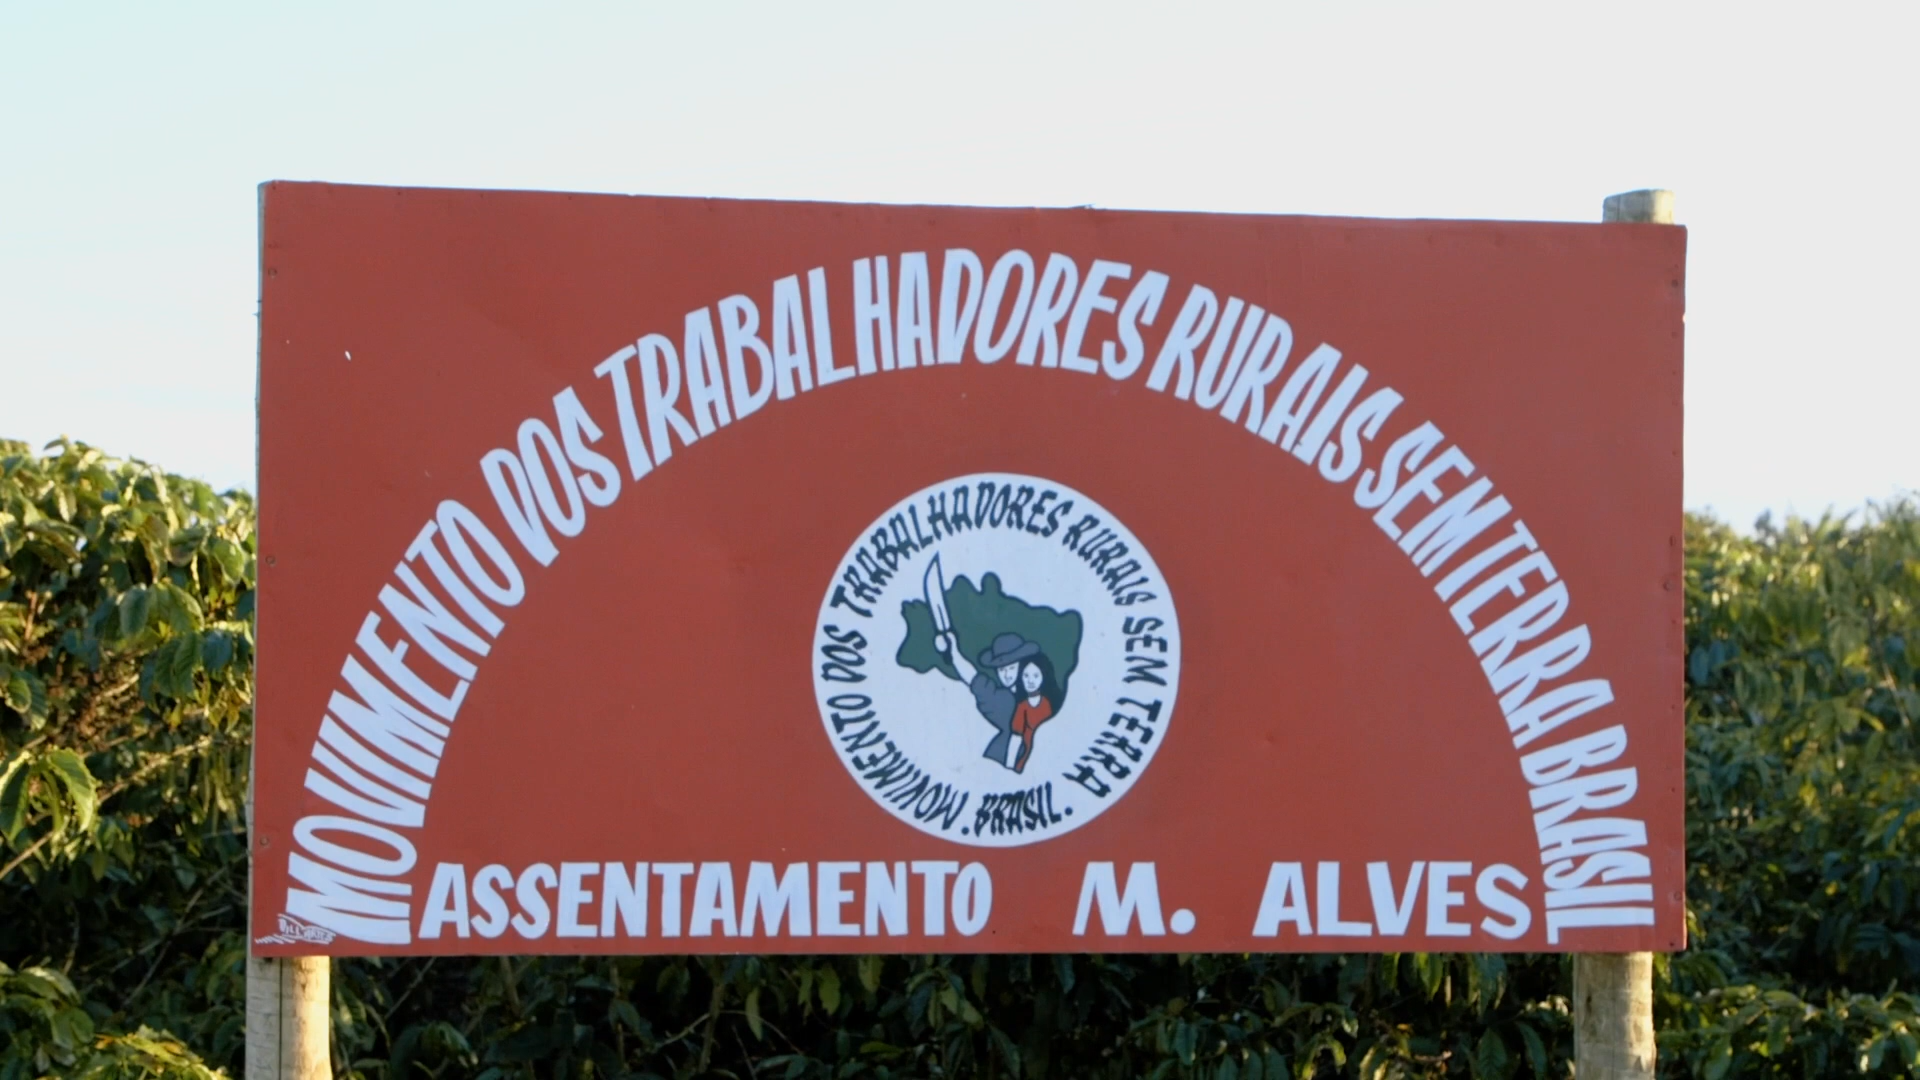 MOVIMENTO DOS TRABALHADORES RURAIS SEM TERRA BRASIL
MOVIMENTO DOS TRABALHADORES RURAIS SEM TERRA
. BRASIL.
ASSENTAMENTO M. ALVES